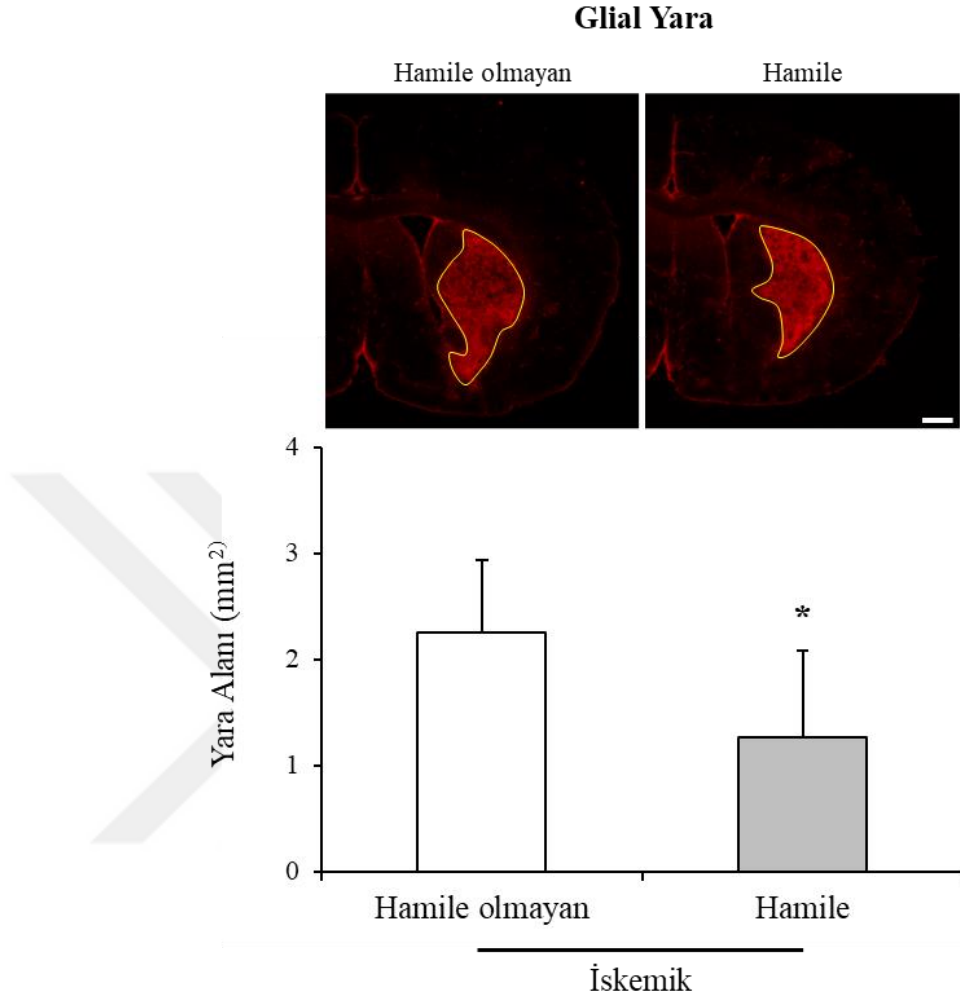 Glial Yara
Hamile olmayan
Hamile
4
3
2
1
0
Yara Alanı (mm²)
*
Hamile olmayan
Hamile
İskemik